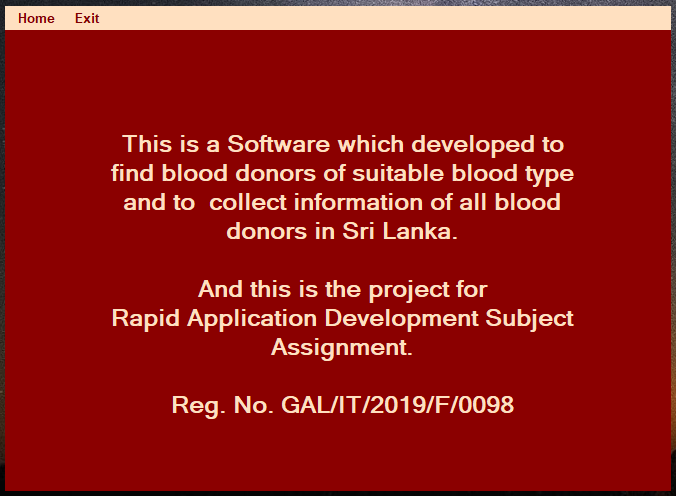 Home Exit
This is a Software which developed to
find blood donors of suitable blood type
and to  collect information of all blood
donors in Sri Lanka.
And this is the project for
Rapid Application Development Subject
Assignment.
Reg. No. GAL/IT/2019/F/0098